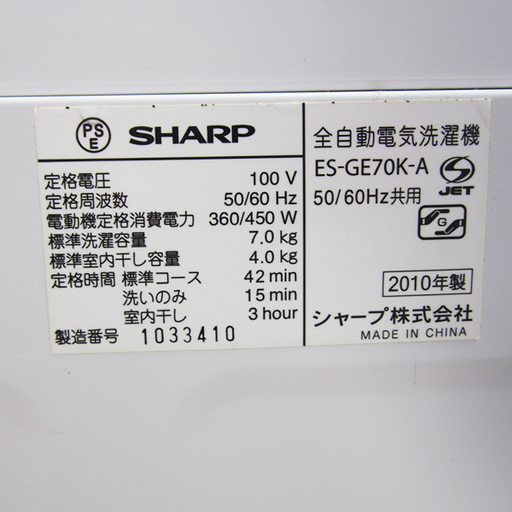 PS
E
SHARP
定格電圧 100 V
定格周波数 50/60 Hz
電動機定格消費電力 360/450 W
標準洗濯容量 7.0 kg
標準室内干し容量 4.0 kg
定格時間 標準コース 42 min
洗いのみ 15 min
室内干し 3 hour
製造番号 1033410
全自動電気洗濯機
ES-GE70K-A
JET
50/60Hz共用
G
2010年製
シャープ株式会社
MADE IN CHINA